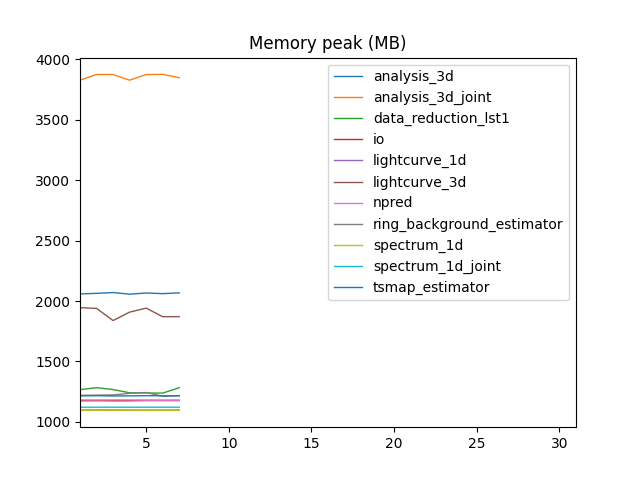 Memory peak (MB)
4000
3500
3000
2500
2000
1500
1000
analysis_3d
analysis_3d_joint
data_reduction_lst1
io
lightcurve_1d
lightcurve_3d
npred
ring_background_estimator
spectrum_1d
spectrum_1d_joint
tsmap_estimator
5 10 15 20 25 30